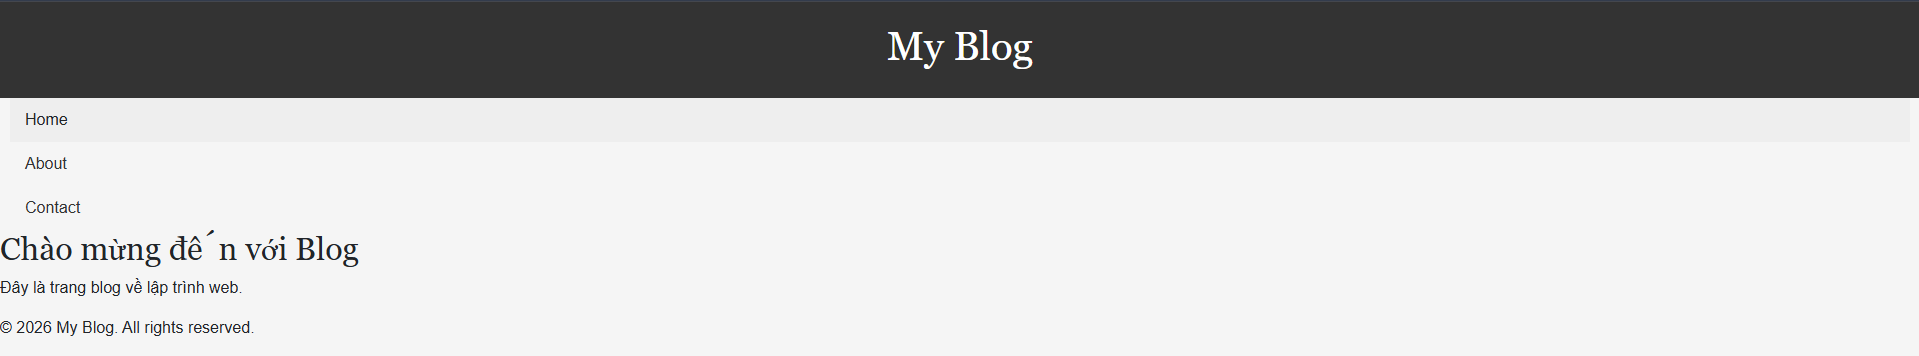 My Blog
Home
About
Contact
Chào mừng đến với Blog
Đây là trang blog về lập trình web.
© 2026 My Blog. All rights reserved.